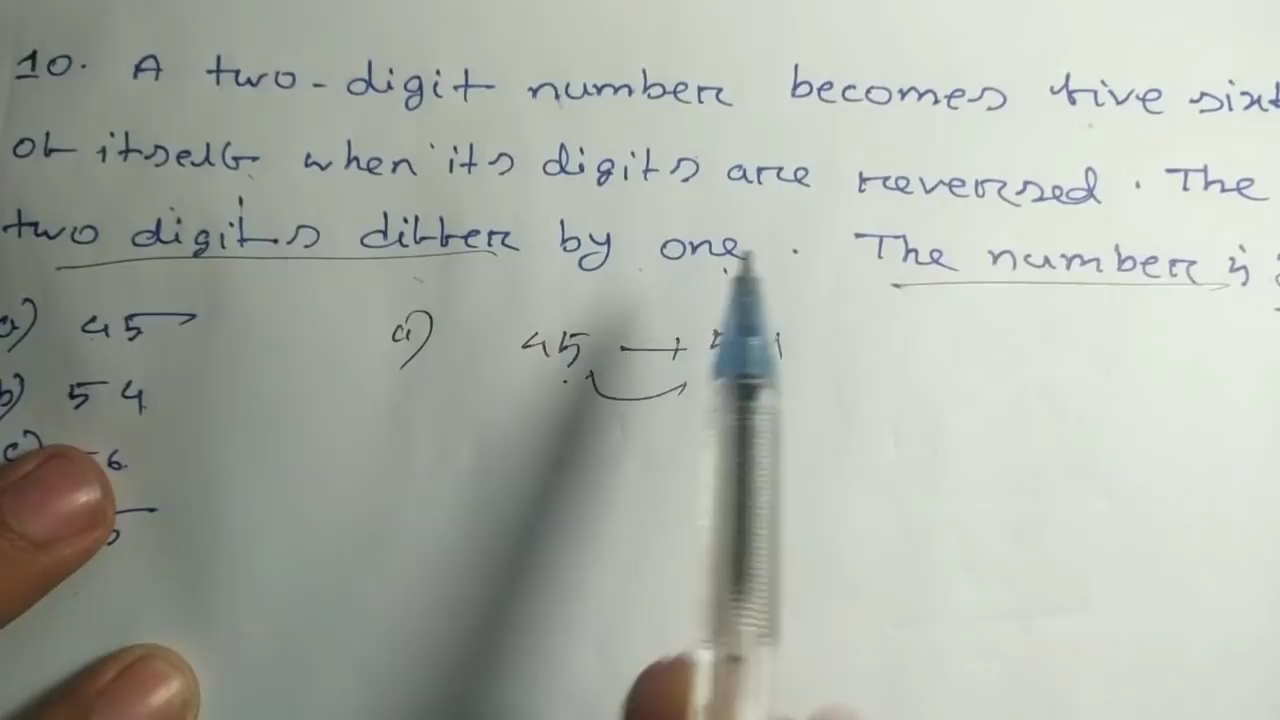 10. A two-digit number becomes five sixt
of itself when its digits are reversed. The
two digits differ by one. The number is
a) 45
b) 54
c) 6
a) 45 →